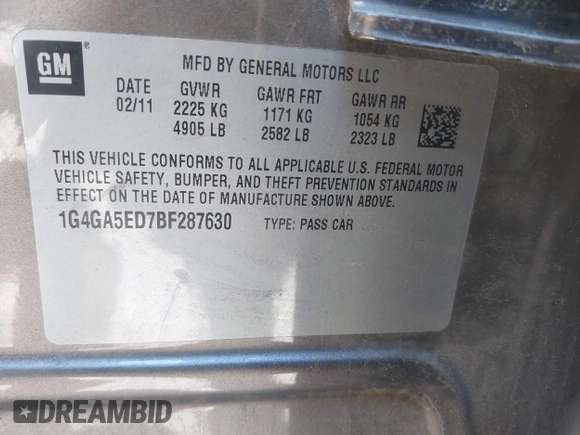 GM ®
MFD BY GENERAL MOTORS LLC
DATE GVWR GAWR FRT GAWR RR
02/11 2225 KG 1171 KG 1054 KG
4905 LB 2582 LB 2323 LB
THIS VEHICLE CONFORMS TO ALL APPLICABLE U.S. FEDERAL MOTOR
VEHICLE SAFETY, BUMPER, AND THEFT PREVENTION STANDARDS IN
EFFECT ON THE DATE OF MANUFACTURE SHOWN ABOVE.
1G4GA5ED7BF287630 TYPE: PASS CAR
DREAMBID